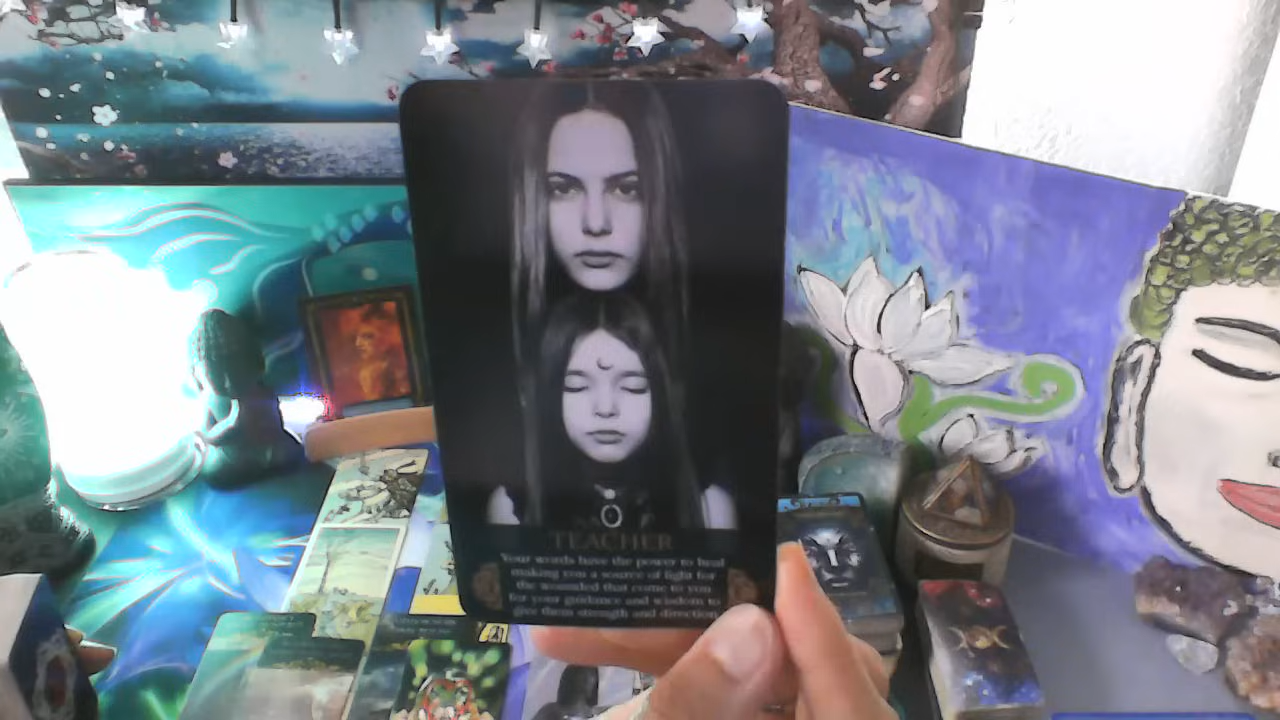 TEACHER
Your words have the power to heal
making you a source of light for
the wounded that come to you
for your guidance and wisdom to
give them strength and direction